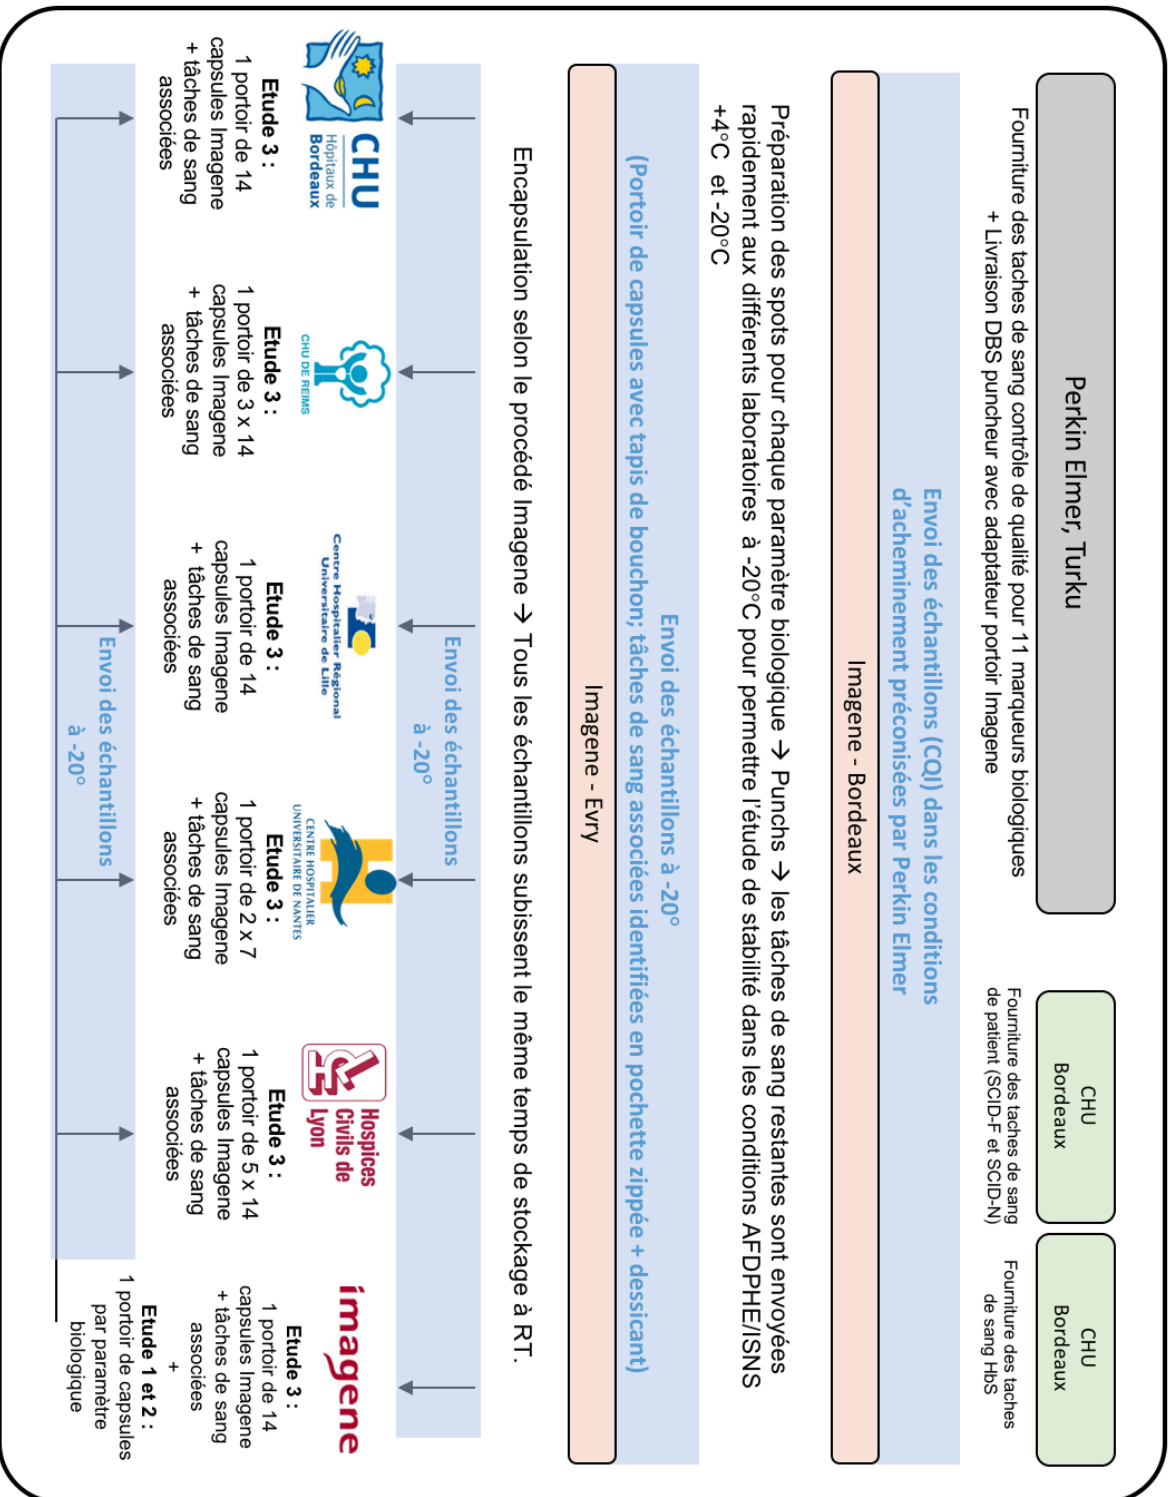 Perkin Elmer, Turku
CHU
Bordeaux
CHU
Bordeaux
Fourniture des taches de sang contrôle de qualité pour 11 marqueurs biologiques
+ Livraison DBS puncheur avec adaptateur portoir Imagene
Fourniture des taches de sang
de patient (SCID-F et SCID-N)
Fourniture des taches
de sang HbS
Envoi des échantillons (CQI) dans les conditions
d'acheminement préconisées par Perkin Elmer
Imagene - Bordeaux
Préparation des spots pour chaque paramètre biologique → Punchs → les tâches de sang restantes sont envoyées
rapidement aux différents laboratoires à -20°C pour permettre l'étude de stabilité dans les conditions AFDPHE/ISNS
+4°C et -20°C
Envoi des échantillons à -20°
(Portoir de capsules avec tapis de bouchon; tâches de sang associées identifiées en pochette zippée + dessicant)
Imagene - Evry
Encapsulation selon le procédé Imagene → Tous les échantillons subissent le même temps de stockage à RT.
Envoi des échantillons
à -20°
CHU
Hôpitaux de
Bordeaux
Etude 3 :
1 portoir de 14
capsules Imagene
+ tâches de sang
associées
CHU DE REIMS
Etude 3 :
1 portoir de 3 x 14
capsules Imagene
+ tâches de sang
associées
Centre Hospitalier Régional
Universitaire de Lille
Etude 3 :
1 portoir de 14
capsules Imagene
+ tâches de sang
associées
CENTRE HOSPITALIER
UNIVERSITAIRE DE NANTES
Etude 3 :
1 portoir de 2 x 7
capsules Imagene
+ tâches de sang
associées
Hospices
Civils de
Lyon
Etude 3 :
1 portoir de 5 x 14
capsules Imagene
+ tâches de sang
associées
imagene
Etude 3 :
1 portoir de 14
capsules Imagene
+ tâches de sang
associées
+
Etude 1 et 2 :
1 portoir de capsules
par paramètre
biologique
Envoi des échantillons
à -20°